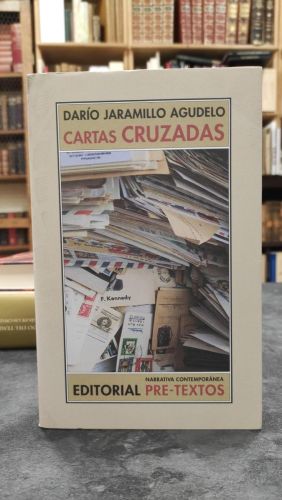 DARÍO JARAMILLO AGUDELO
CARTAS CRUZADAS
F. Kennedy
NARRATIVA CONTEMPORÁNEA
EDITORIAL PRE-TEXTOS